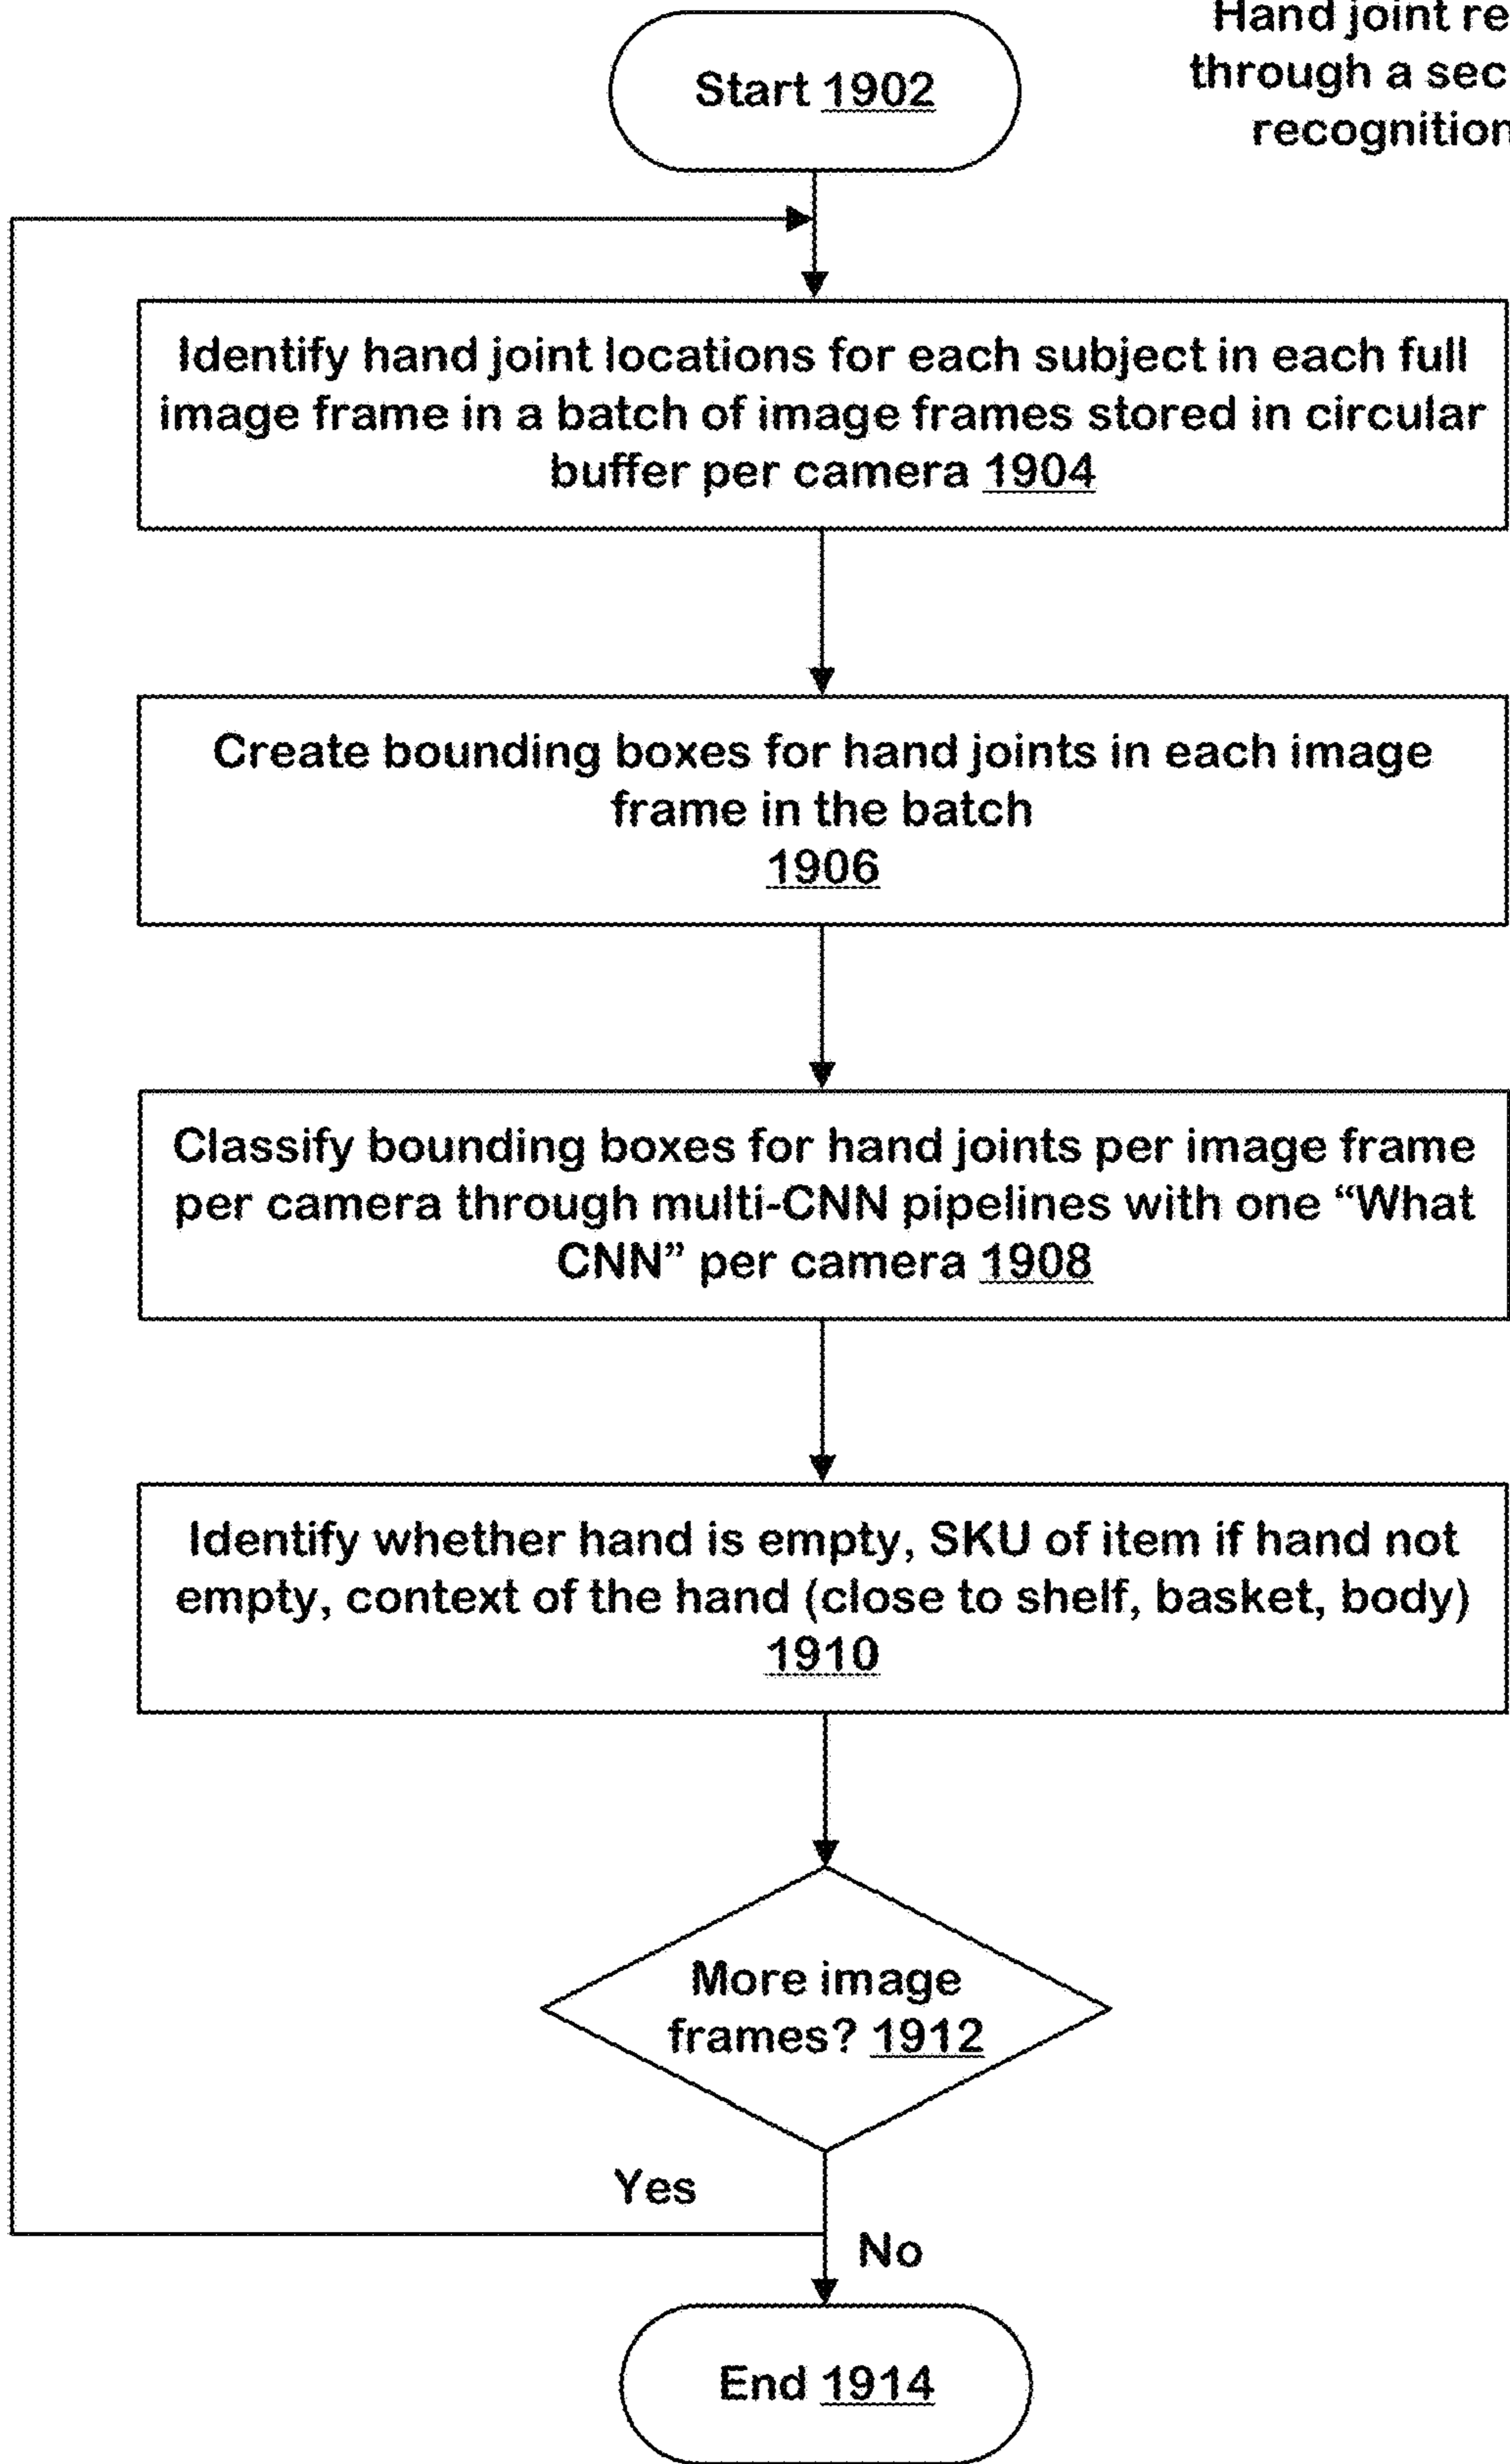 Start 1902
Hand joint
through a
recognition
Identify hand joint locations for each subject in each full
image frame in a batch of image frames stored in circular
buffer per camera 1904
Create bounding boxes for hand joints in each image
frame in the batch
1906
Classify bounding boxes for hand joints per image frame
per camera through multi-CNN pipelines with one “What
CNN” per camera 1908
Identify whether hand is empty, SKU of item if hand not
empty, context of the hand (close to shelf, basket, body)
1910
More image
frames? 1912
Yes
No
End 1914